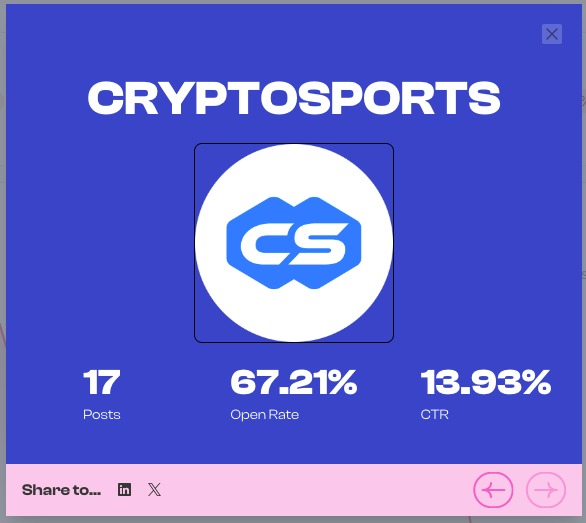 CRYPTOSPORTS
CS
17 67.21% 13.93%
Posts Open Rate CTR
Share to...